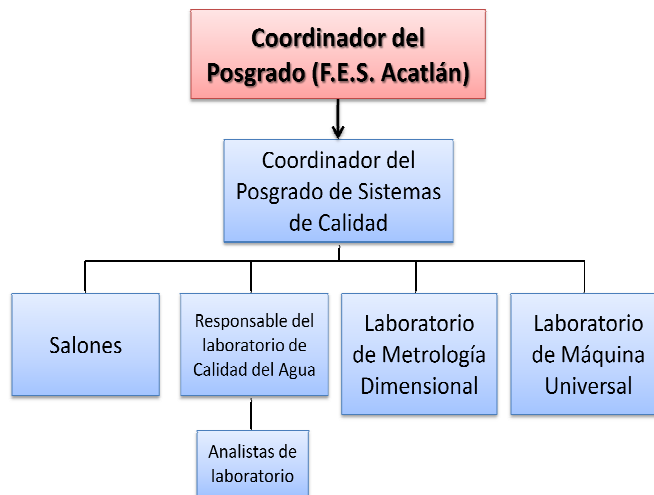 Coordinador del
Posgrado (F.E.S. Acatlán)
Coordinador del
Posgrado de Sistemas
de Calidad
Salones
Responsable del
laboratorio de
Calidad del Agua
Laboratorio
de Metrología
Dimensional
Laboratorio
de Máquina
Universal
Analistas de
laboratorio